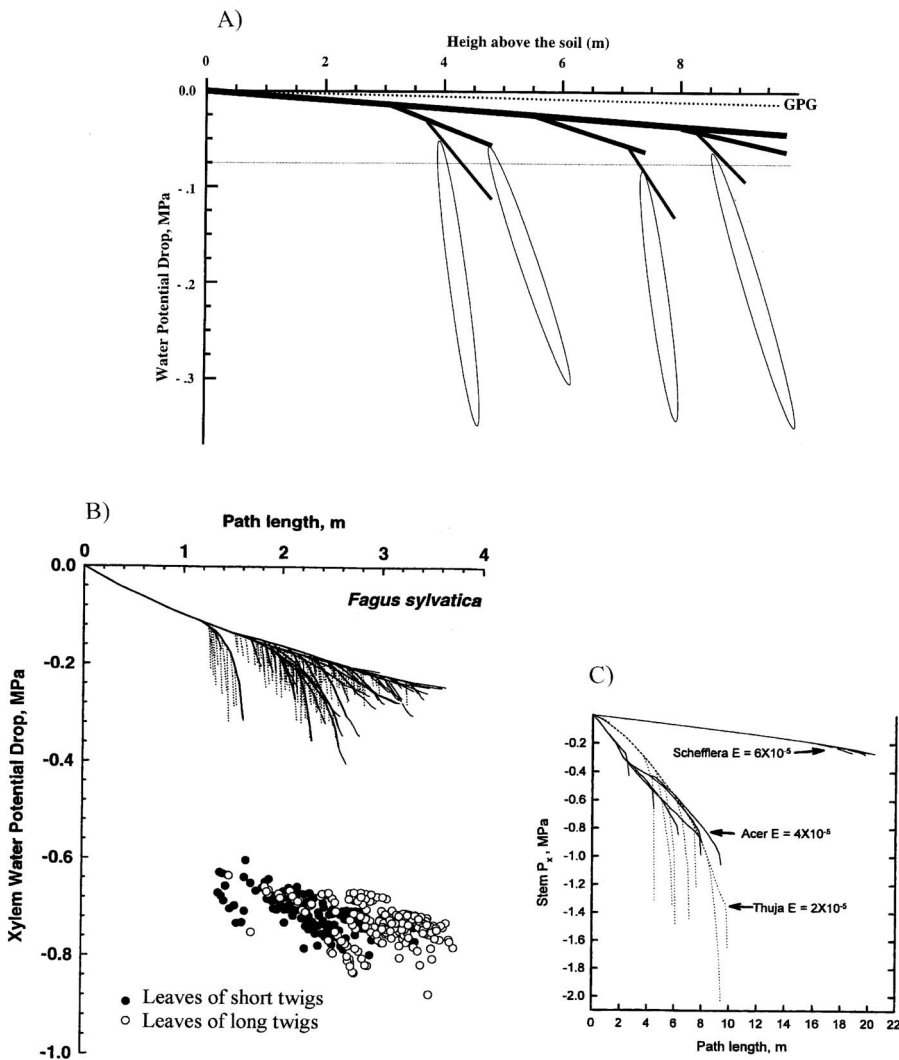 A)
Heigh above the soil (m)
0 2 4 6 8
0.0
- .1
- .2
- .3
Water Potential Drop, MPa
GPG
B)
Path length, m
0 1 2 3 4
0.0
-0.2
-0.4
-0.6
-0.8
-1.0
Xylem Water Potential Drop, MPa
Fagus sylvatica
● Leaves of short twigs
○ Leaves of long twigs
C)
-0.2
-0.4
-0.6
-0.8
-1.0
-1.2
-1.4
-1.6
-1.8
-2.0
Stem Pₓ, MPa
Schefflera E = 6X10⁻⁵
Acer E = 4X10⁻⁵
Thuja E = 2X10⁻⁵
0 2 4 6 8 10 12 14 16 18 20 22
Path length, m